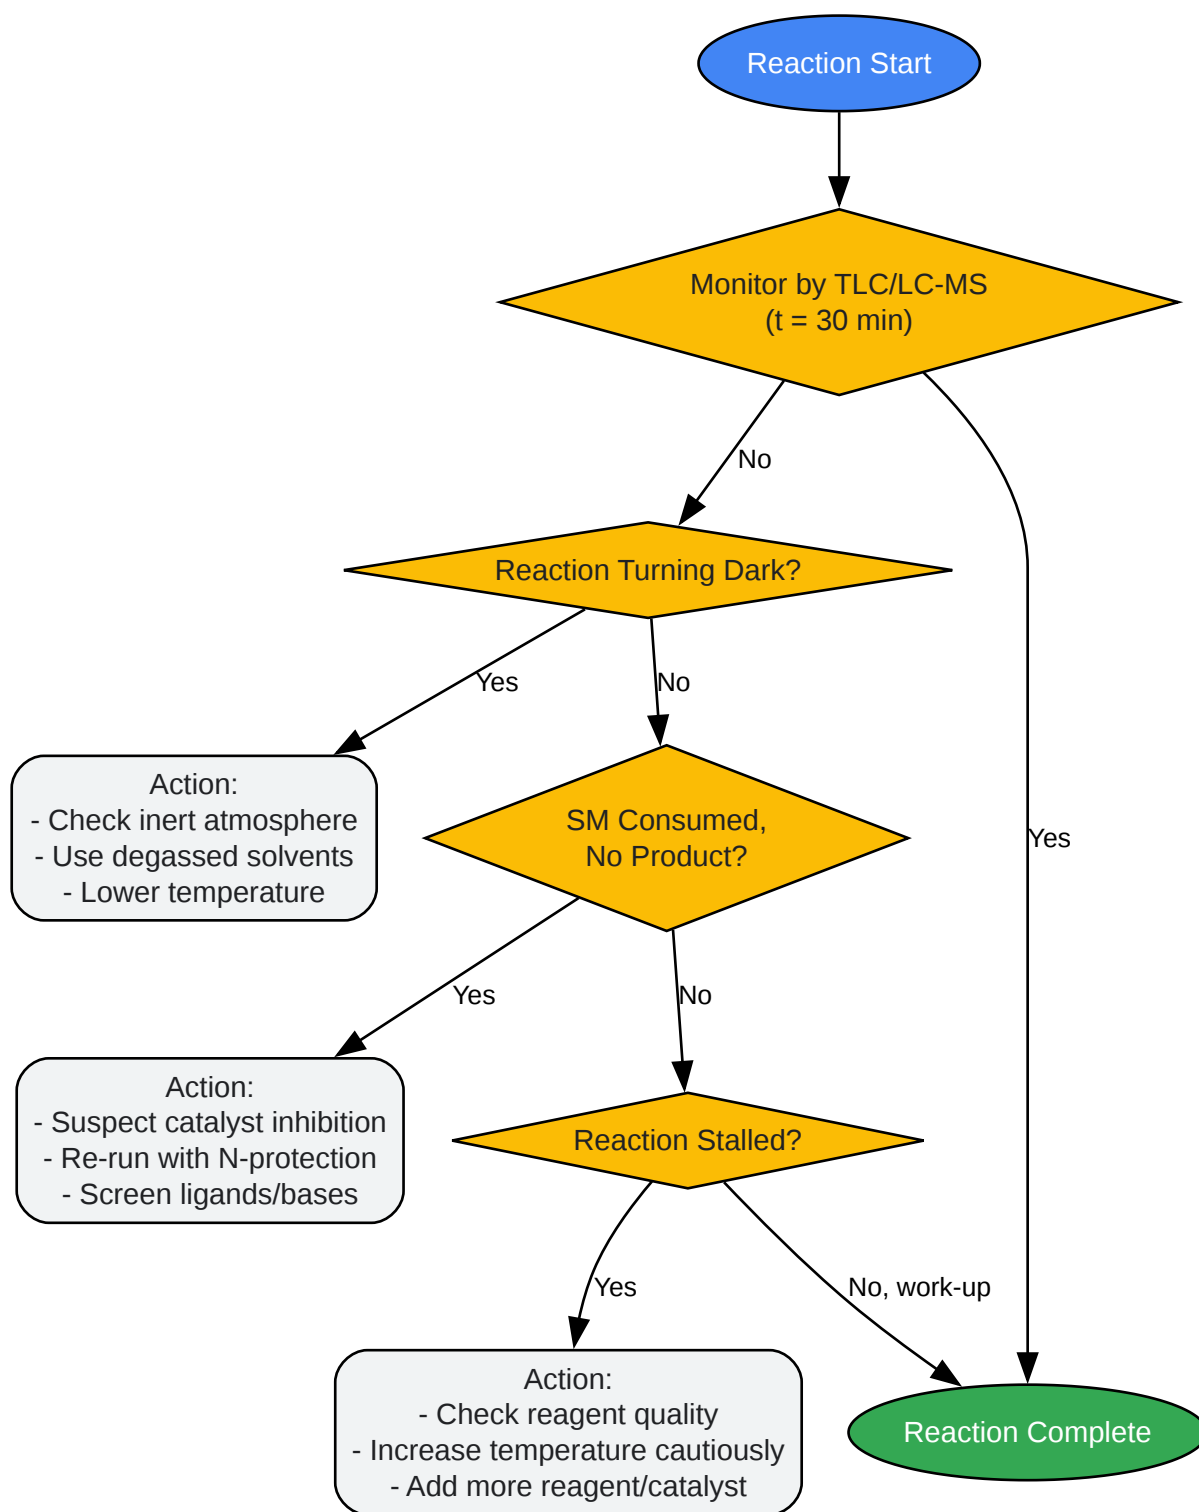 Reaction Start
Monitor by TLC/LC-MS
(t = 30 min)
No
Reaction Turning Dark?
Yes
No
Action:
- Check inert atmosphere
- Use degassed solvents
- Lower temperature
SM Consumed,
No Product?
Yes
Yes
No
Action:
- Suspect catalyst inhibition
- Re-run with N-protection
- Screen ligands/bases
Reaction Stalled?
Yes
No, work-up
Action:
- Check reagent quality
- Increase temperature cautiously
- Add more reagent/catalyst
Reaction Complete